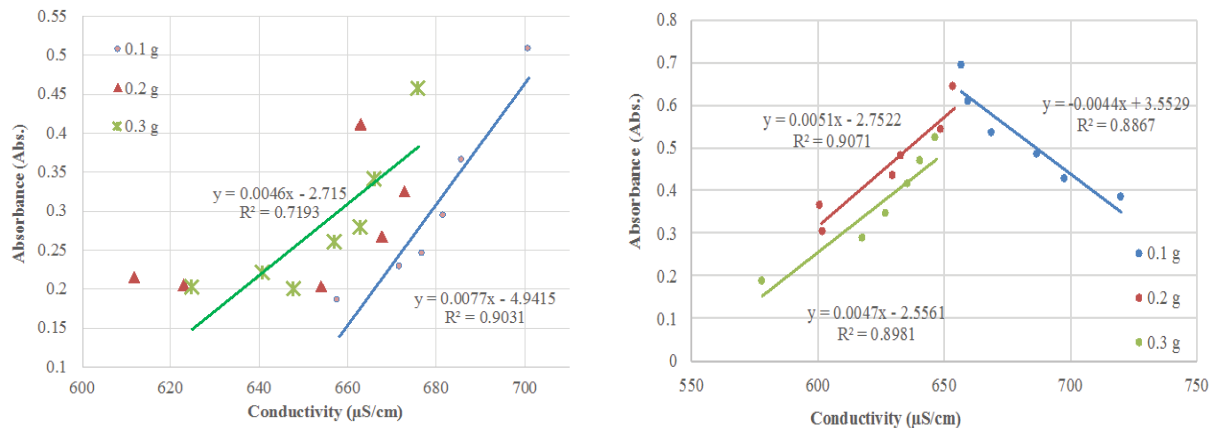 0.55
0.5
0.45
0.4
0.35
0.3
0.25
0.2
0.15
0.1
Absorbance (Abs.)
0.1 g
0.2 g
0.3 g
y = 0.0046x - 2.715
R² = 0.7193
y = 0.0077x - 4.9415
R² = 0.9031
600 620 640 660 680 700
Conductivity (µS/cm)
0.8
0.7
0.6
0.5
0.4
0.3
0.2
0.1
0
Absorbance (Abs.)
y = 0.0051x - 2.7522
R² = 0.9071
y = -0.0044x + 3.5529
R² = 0.8867
y = 0.0047x - 2.5561
R² = 0.8981
0.1 g
0.2 g
0.3 g
550 600 650 700 750
Conductivity (µS/cm)